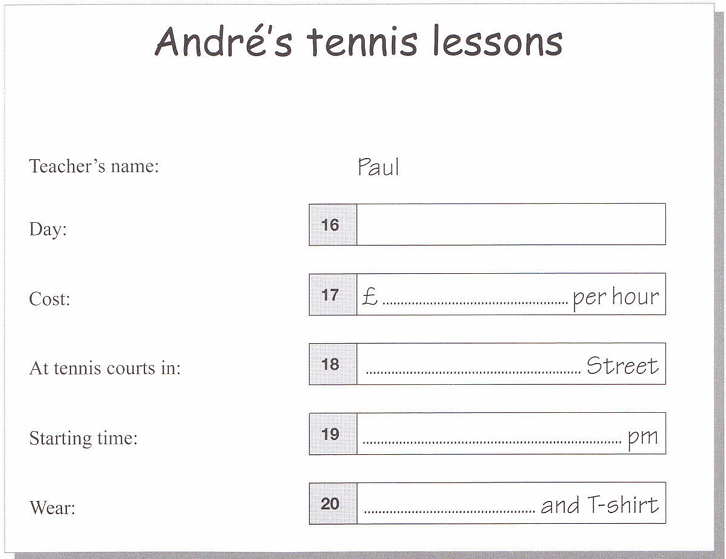 André's tennis lessons
Teacher's name: Paul
Day: 16
Cost: 17 £ .................... per hour
At tennis courts in: 18 .................... Street
Starting time: 19 .................... pm
Wear: 20 .................... and T-shirt